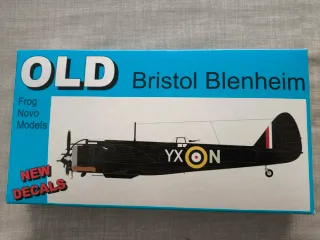 OLD
Bristol Blenheim
Frog
Novo
Models
YX N
NEW
DECALS